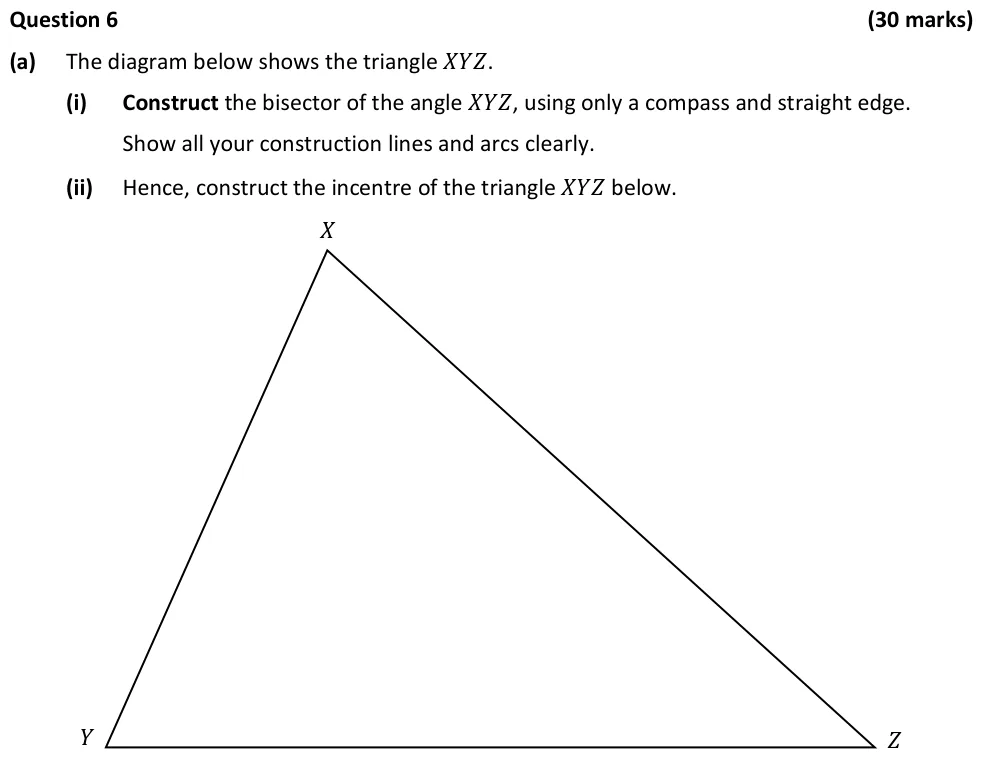 Question 6 (30 marks)
(a) The diagram below shows the triangle XYZ.
(i) Construct the bisector of the angle XYZ, using only a compass and straight edge.
Show all your construction lines and arcs clearly.
(ii) Hence, construct the incentre of the triangle XYZ below.
X
Y
Z